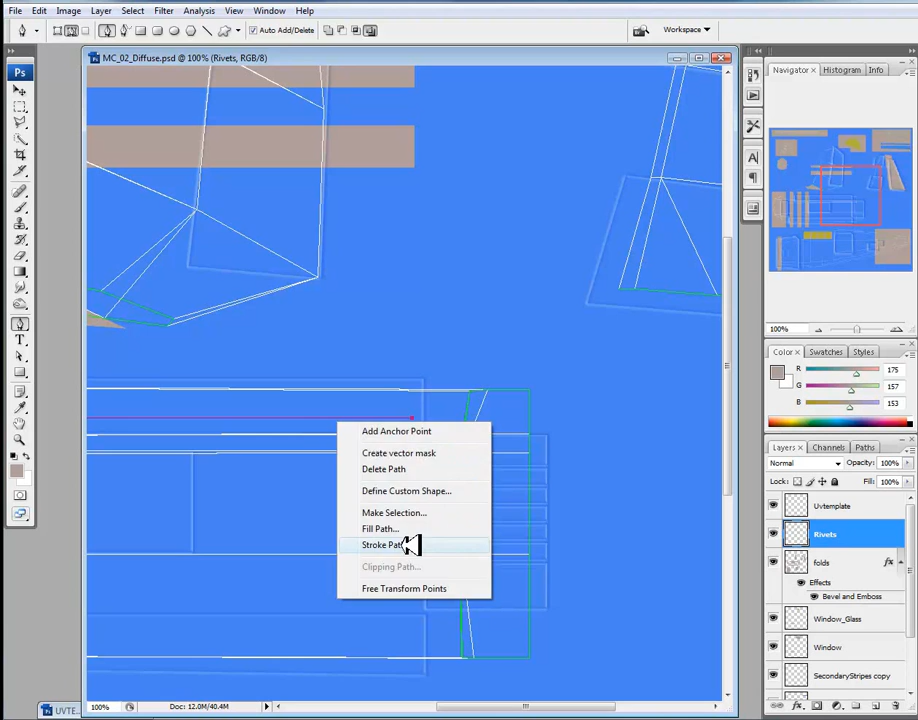 File Edit Image Layer Select Filter Analysis View Window Help
Auto Add/Delete
Workspace ▼
MC_02_Diffuse.psd @ 100% (Rivets, RGB/8)
Ps
Navigator × Histogram Info
100%
Color × Swatches Styles
R 175
G 157
B 153
Layers × Channels Paths
Normal Opacity: 100%
Lock: Fill: 100%
Uvtemplate
Rivets
folds fx
Effects
Bevel and Emboss
Window_Glass
Window
SecondaryStripes copy
Add Anchor Point
Create vector mask
Delete Path
Define Custom Shape...
Make Selection...
Fill Path...
Stroke Pat
Clipping Path...
Free Transform Points
100% Doc: 12.0M/40.4M
UVTE...